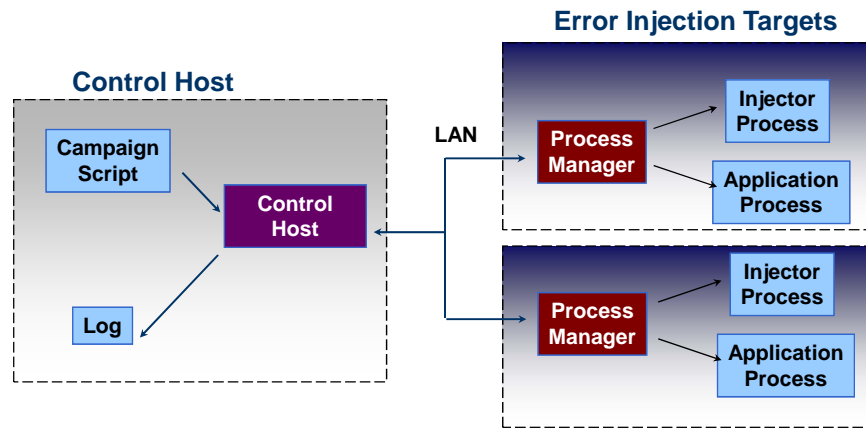 Error Injection Targets
Control Host
Campaign
Script
Control
Host
Log
LAN
Process
Manager
Injector
Process
Application
Process
Process
Manager
Injector
Process
Application
Process